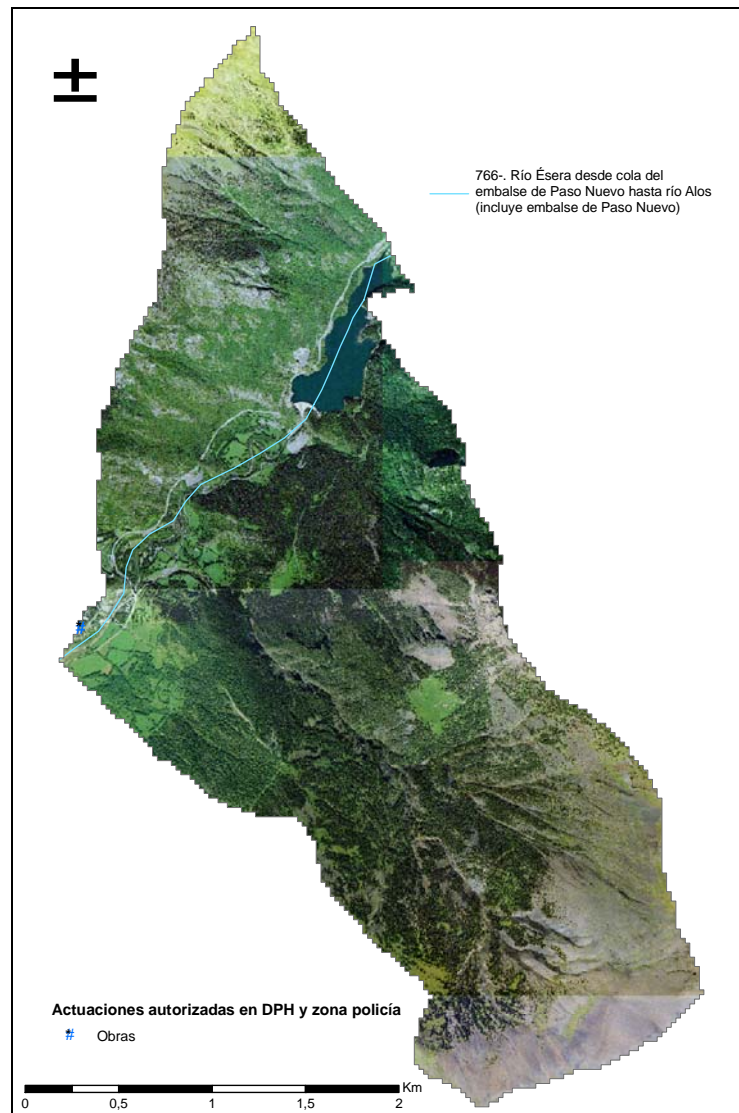 ±
766-. Río Ésera desde cola del
embalse de Paso Nuevo hasta río Alos
(incluye embalse de Paso Nuevo)
#
Actuaciones autorizadas en DPH y zona policía
# Obras
Km
0 0,5 1 1,5 2